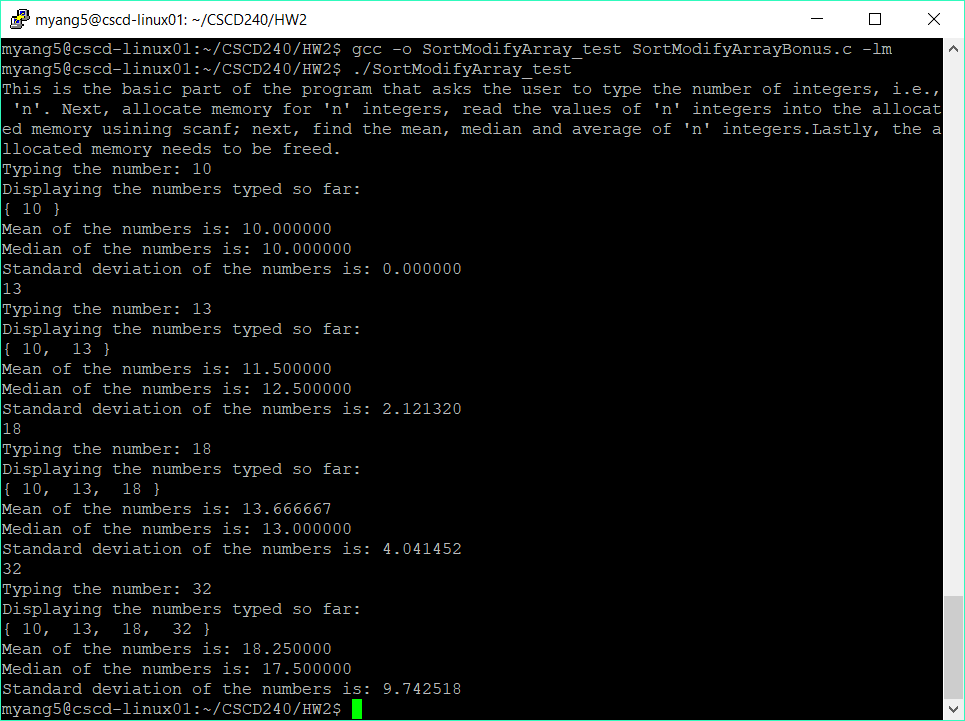 myang5@cscd-linux01: ~/CSCD240/HW2
myang5@cscd-linux01:~/CSCD240/HW2$ gcc -o SortModifyArray_test SortModifyArrayBonus.c -lm
myang5@cscd-linux01:~/CSCD240/HW2$ ./SortModifyArray_test
This is the basic part of the program that asks the user to type the number of integers, i.e.,
 'n'. Next, allocate memory for 'n' integers, read the values of 'n' integers into the allocat
ed memory usining scanf; next, find the mean, median and average of 'n' integers.Lastly, the a
llocated memory needs to be freed.
Typing the number: 10
Displaying the numbers typed so far:
{ 10 }
Mean of the numbers is: 10.000000
Median of the numbers is: 10.000000
Standard deviation of the numbers is: 0.000000
13
Typing the number: 13
Displaying the numbers typed so far:
{ 10,  13 }
Mean of the numbers is: 11.500000
Median of the numbers is: 12.500000
Standard deviation of the numbers is: 2.121320
18
Typing the number: 18
Displaying the numbers typed so far:
{ 10,  13,  18 }
Mean of the numbers is: 13.666667
Median of the numbers is: 13.000000
Standard deviation of the numbers is: 4.041452
32
Typing the number: 32
Displaying the numbers typed so far:
{ 10,  13,  18,  32 }
Mean of the numbers is: 18.250000
Median of the numbers is: 17.500000
Standard deviation of the numbers is: 9.742518
myang5@cscd-linux01:~/CSCD240/HW2$